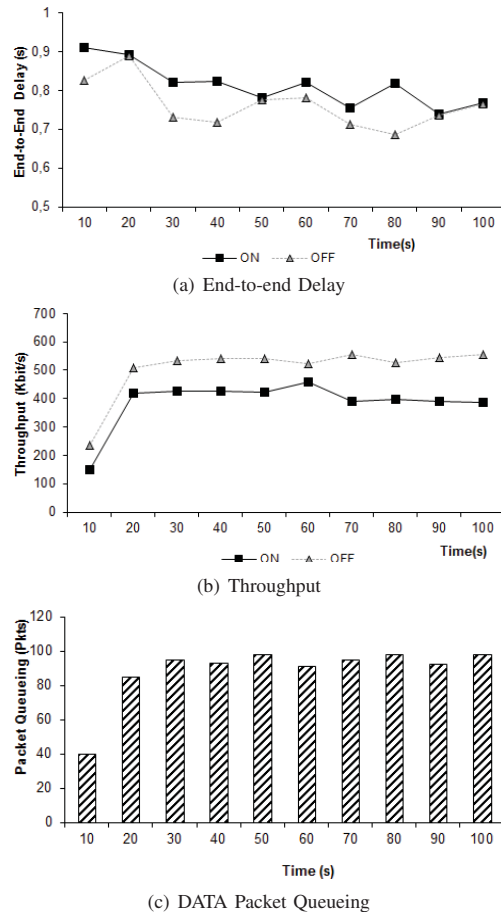 1
0,9
0,8
0,7
0,6
0,5
End-to-End Delay (s)
10 20 30 40 50 60 70 80 90 100
Time(s)
ON OFF
(a) End-to-end Delay
700
600
500
400
300
200
100
0
Throughput (Kbit/s)
10 20 30 40 50 60 70 80 90 100
Time(s)
ON OFF
(b) Throughput
120
100
80
60
40
20
0
Packet Queueing (Pkts)
10 20 30 40 50 60 70 80 90 100
Time (s)
(c) DATA Packet Queueing